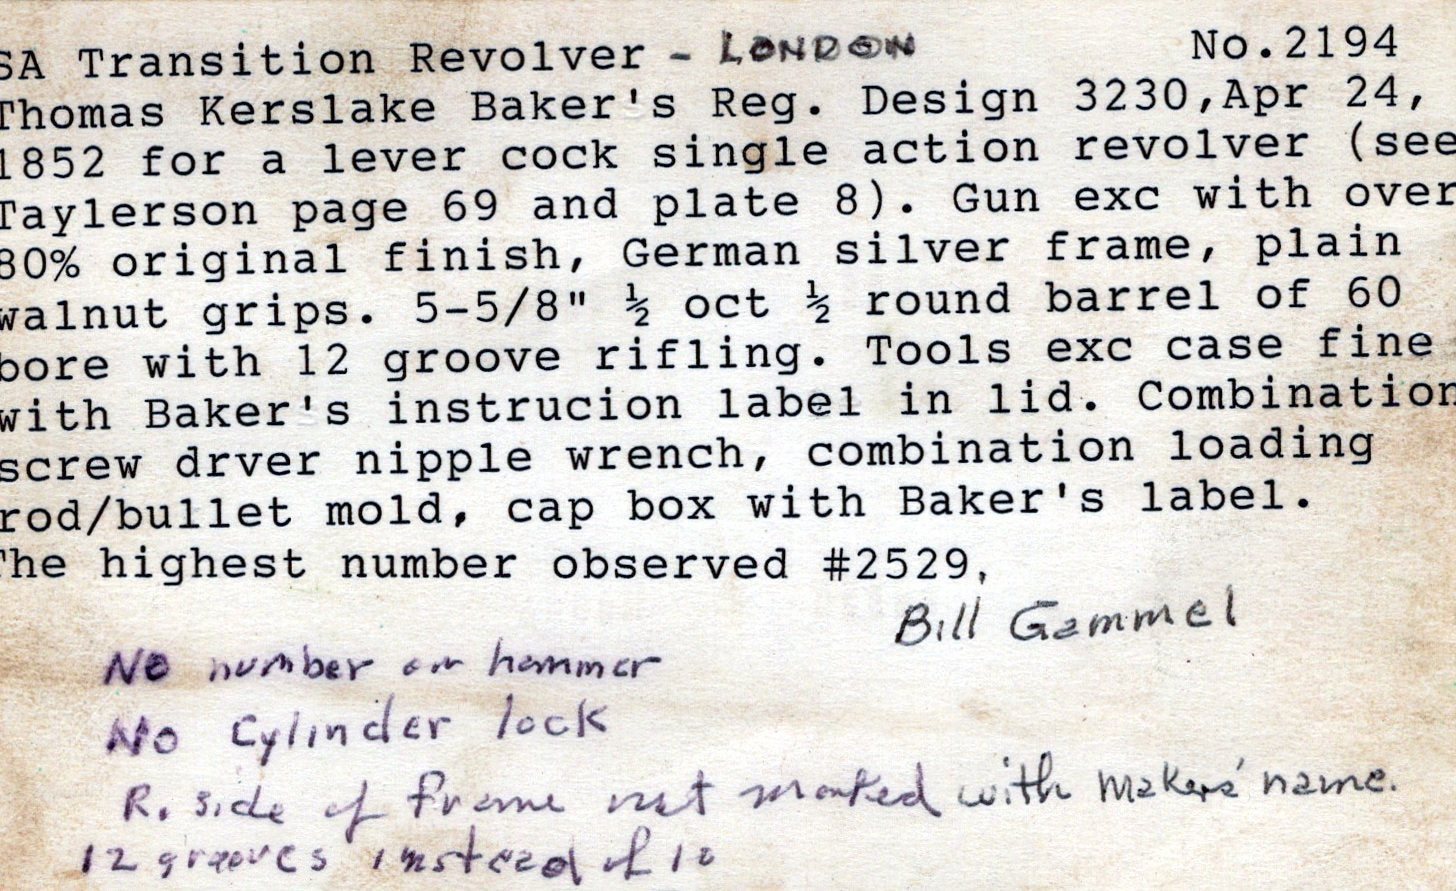 SA Transition Revolver - LONDON No.2194
Thomas Kerslake Baker's Reg. Design 3230,Apr 24,
1852 for a lever cock single action revolver (see
Taylerson page 69 and plate 8). Gun exc with over
80% original finish, German silver frame, plain
walnut grips. 5-5/8" ½ oct ½ round barrel of 60
bore with 12 groove rifling. Tools exc case fine
with Baker's instrucion label in lid. Combination
screw drver nipple wrench, combination loading
rod/bullet mold, cap box with Baker's label.
The highest number observed #2529,
Bill Gammel
No number on hammer
No Cylinder lock
R. side of frame not marked with makers' name.
12 grooves instead of 10